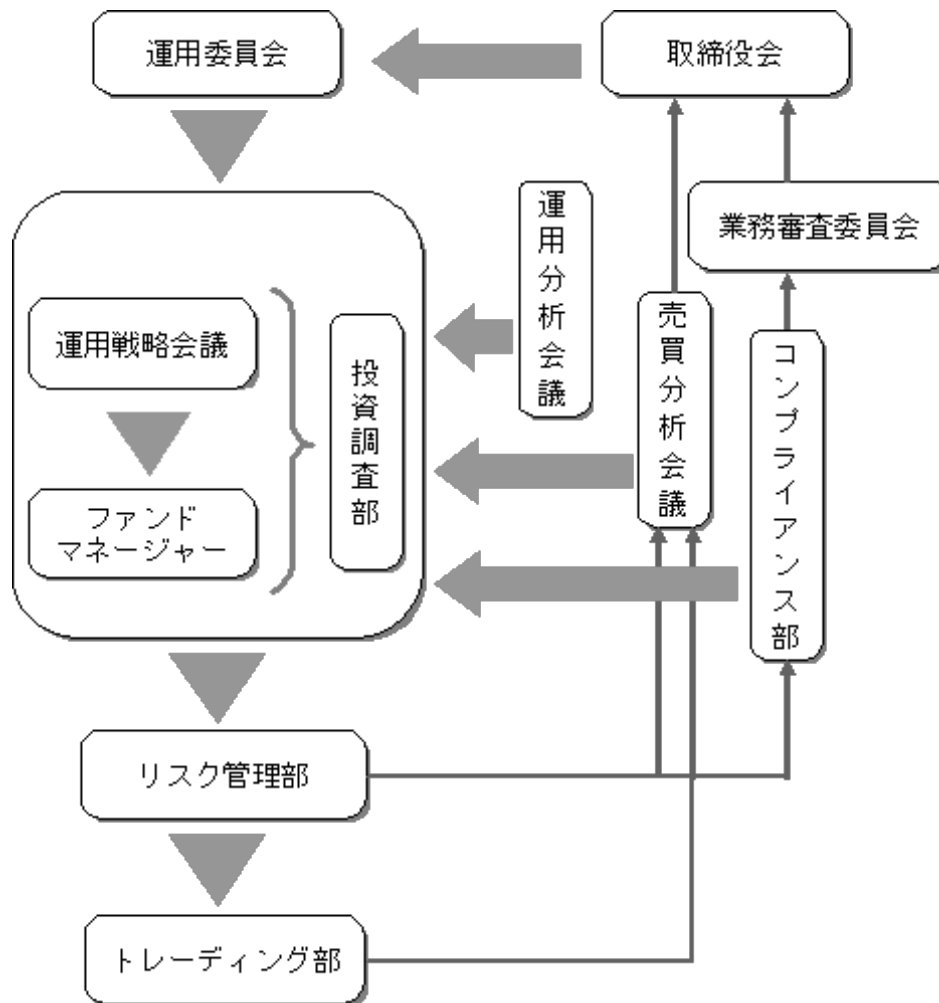 運用委員会
取締役会
業務審査委員会
運用分析会議
売買分析会議
コンプライアンス部
運用戦略会議
投資調査部
ファンド
マネージャー
リスク管理部
トレーディング部